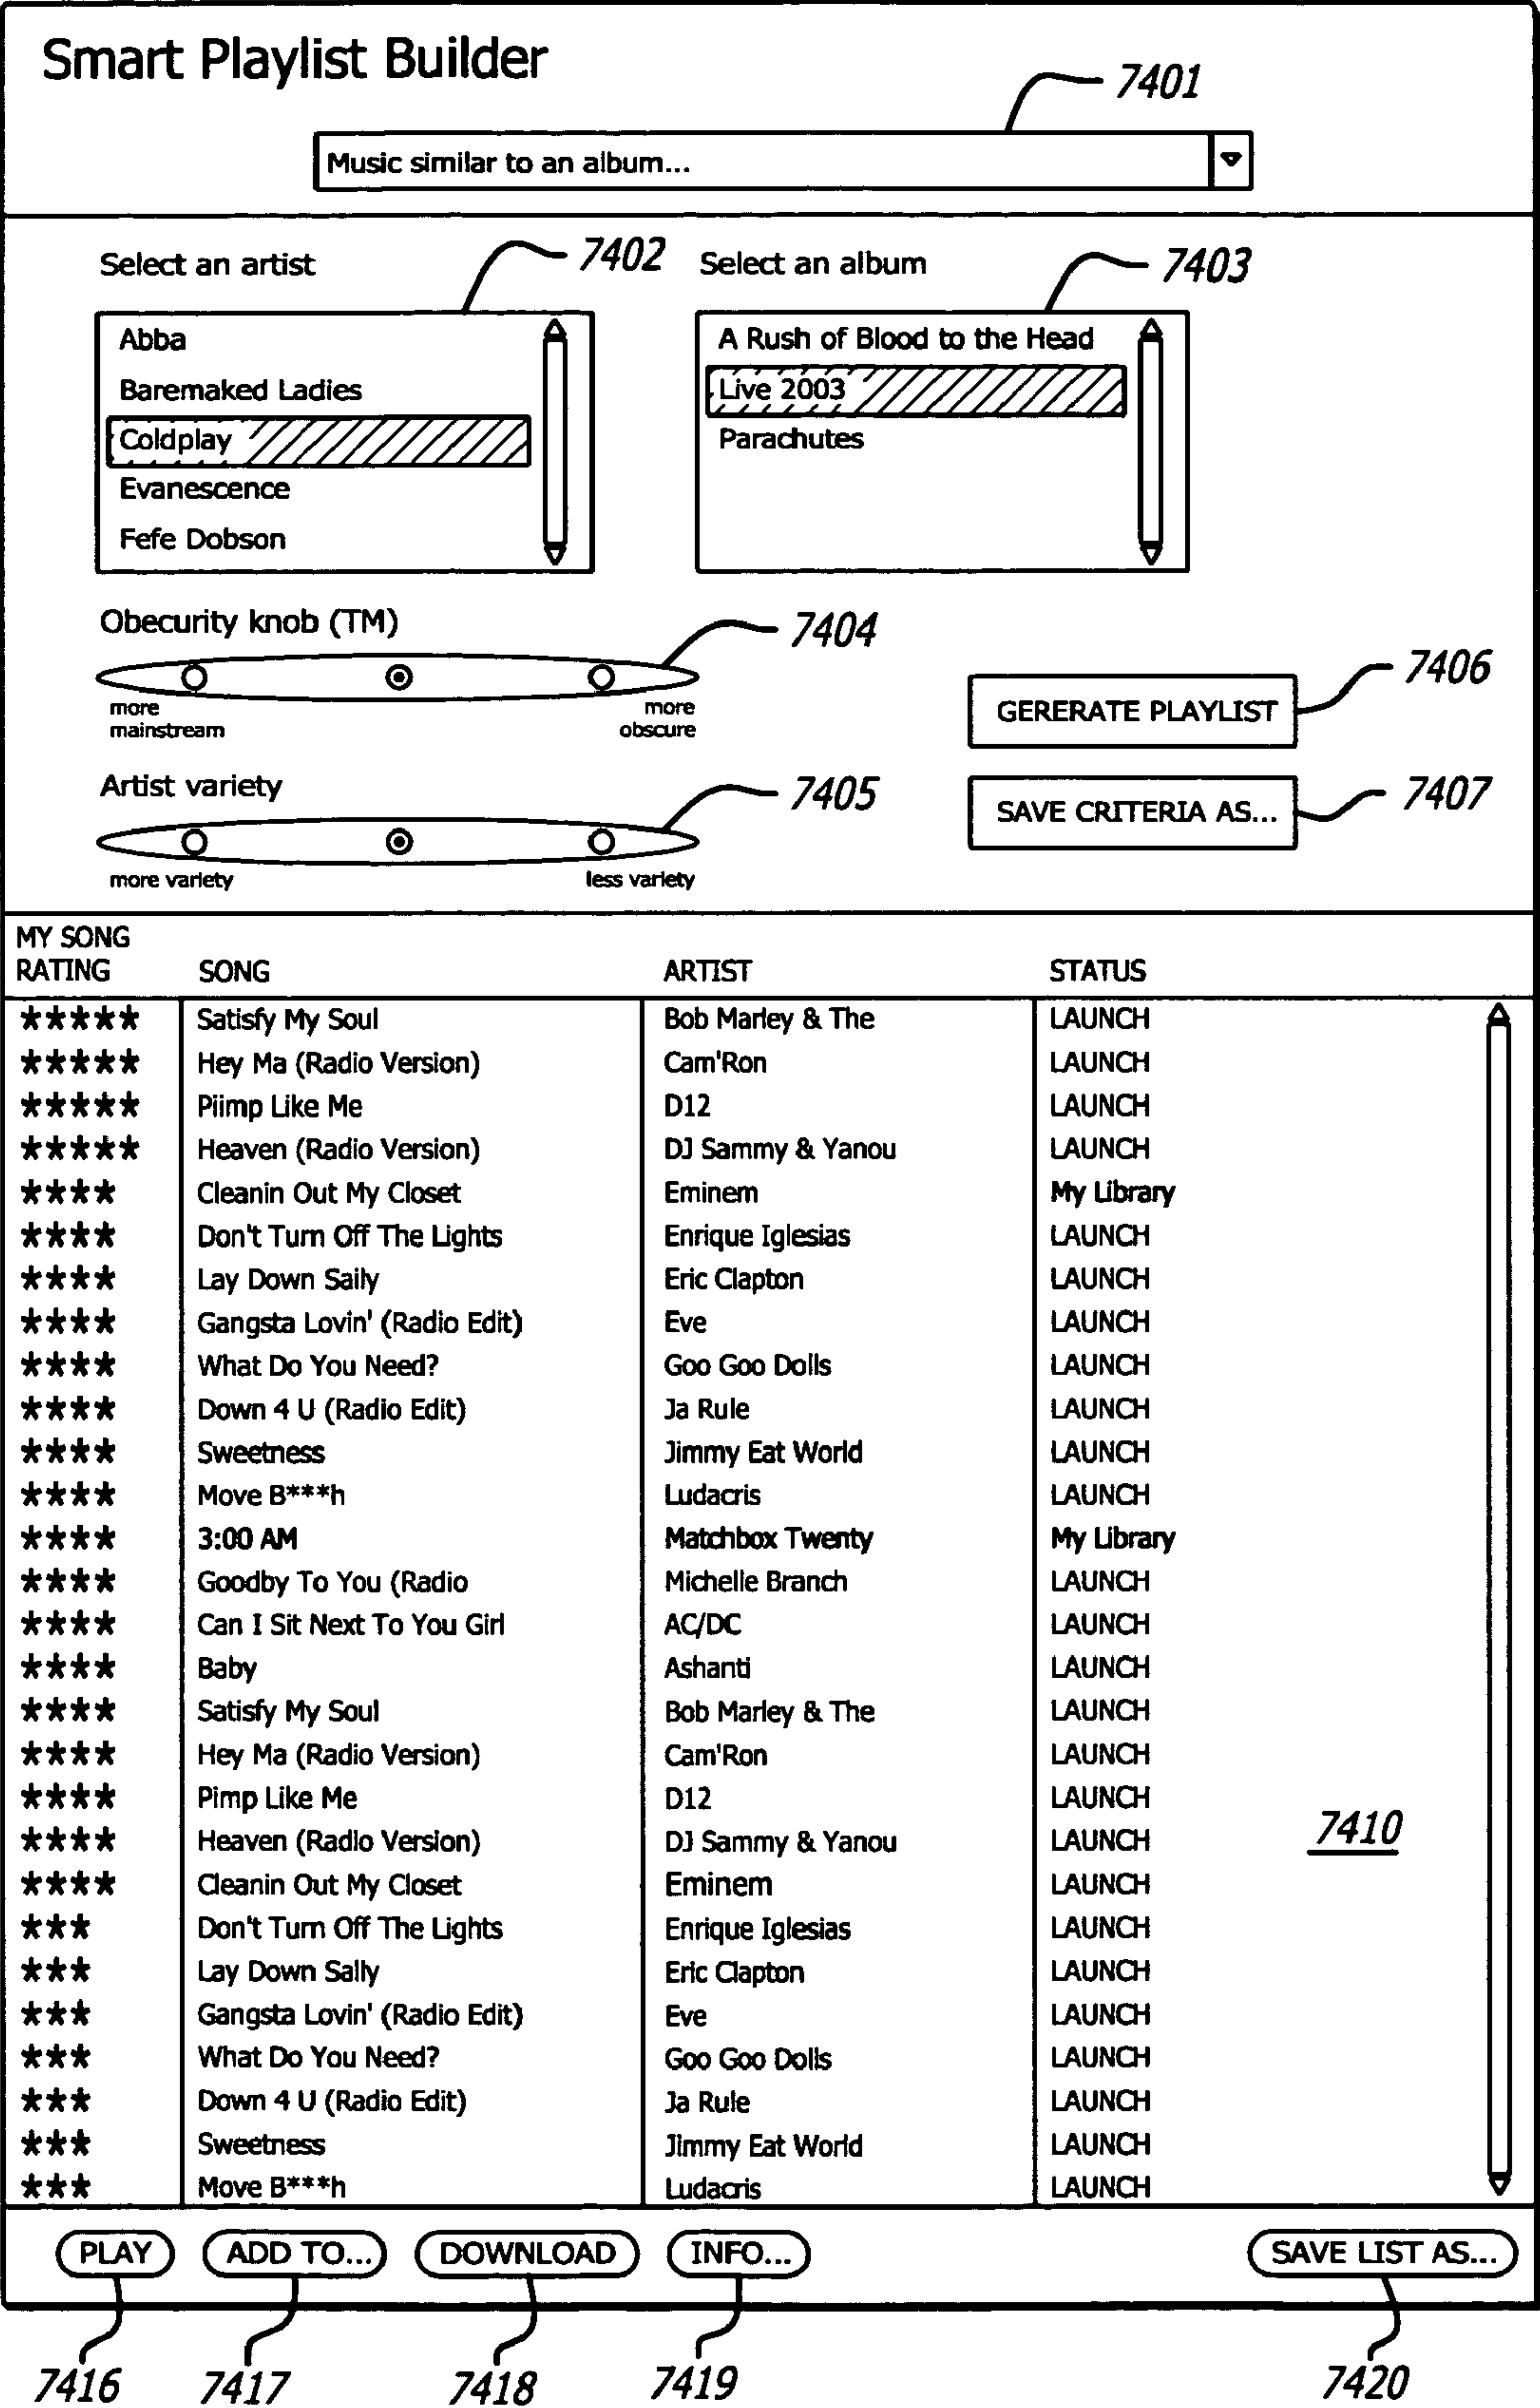 Smart Playlist Builder
7401
Music similar to an album...
Select an artist
7402
Select an album
7403
Abba
Baremaked Ladies
Coldplay
Evanescence
Fefe Dobson
A Rush of Blood to the Head
Live 2003
Parachutes
Obecurity knob (TM)
7404
more mainstream
more obscure
7406
GERERATE PLAYLIST
Artist variety
7405
more variety
less variety
SAVE CRITERIA AS...
7407
MY SONG RATING SONG ARTIST STATUS
***** Satisfy My Soul Bob Marley & The LAUNCH
***** Hey Ma (Radio Version) Cam'Ron LAUNCH
***** Piimp Like Me D12 LAUNCH
***** Heaven (Radio Version) DJ Sammy & Yanou LAUNCH
**** Cleanin Out My Closet Eminem My Library
**** Don't Turn Off The Lights Enrique Iglesias LAUNCH
**** Lay Down Saily Eric Clapton LAUNCH
**** Gangsta Lovin' (Radio Edit) Eve LAUNCH
**** What Do You Need? Goo Goo Dolls LAUNCH
**** Down 4 U (Radio Edit) Ja Rule LAUNCH
**** Sweetness Jimmy Eat World LAUNCH
**** Move B***h Ludacris LAUNCH
**** 3:00 AM Matchbox Twenty My Library
**** Goodby To You (Radio Michelle Branch LAUNCH
**** Can I Sit Next To You Girl AC/DC LAUNCH
**** Baby Ashanti LAUNCH
**** Satisfy My Soul Bob Marley & The LAUNCH
**** Hey Ma (Radio Version) Cam'Ron LAUNCH
**** Pimp Like Me D12 LAUNCH
**** Heaven (Radio Version) DJ Sammy & Yanou LAUNCH
7410
**** Cleanin Out My Closet Eminem LAUNCH
*** Don't Turn Off The Lights Enrique Iglesias LAUNCH
*** Lay Down Sally Eric Clapton LAUNCH
*** Gangsta Lovin' (Radio Edit) Eve LAUNCH
*** What Do You Need? Goo Goo Dolls LAUNCH
*** Down 4 U (Radio Edit) Ja Rule LAUNCH
*** Sweetness Jimmy Eat World LAUNCH
*** Move B***h Ludacris LAUNCH
PLAY ADD TO... DOWNLOAD INFO... SAVE LIST AS...
7416 7417 7418 7419 7420